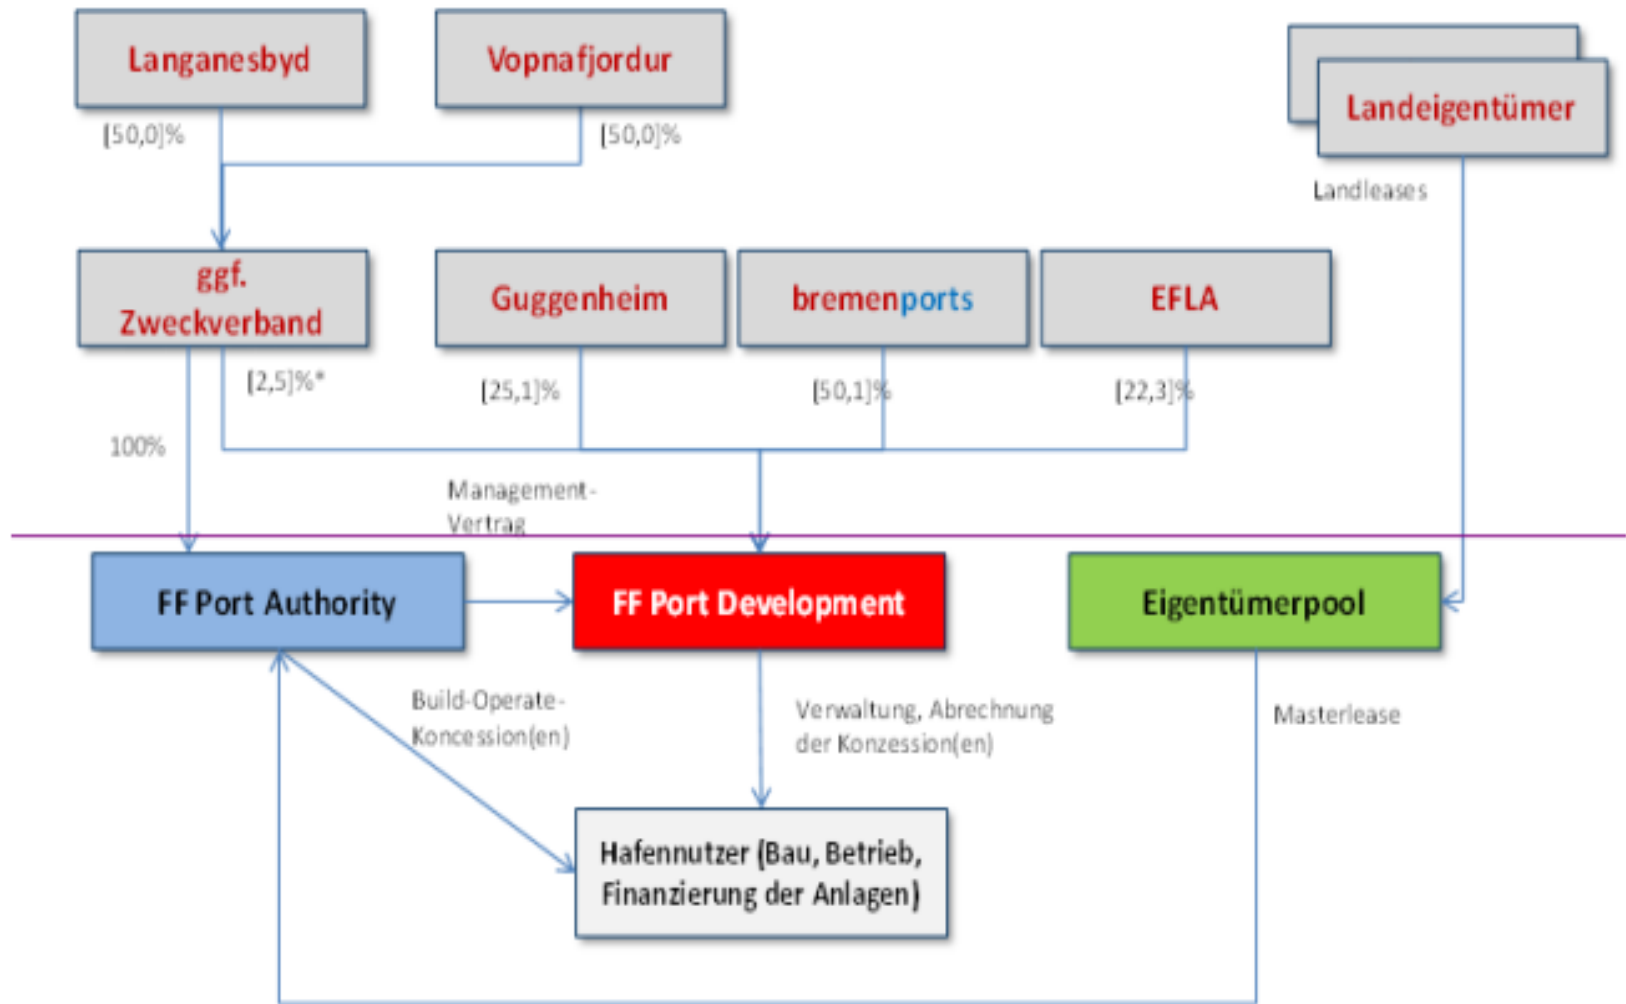 Langanesbyd
Vopnafjordur
Landeigentümer
[50,0]%
[50,0]%
Landleases
ggf.
Zweckverband
Guggenheim
bremenports
EFLA
[2,5]%*
[25,1]%
[50,1]%
[22,3]%
100%
Management-
Vertrag
FF Port Authority
FF Port Development
Eigentümerpool
Build-Operate-
Koncession(en)
Verwaltung, Abrechnung
der Konzession(en)
Masterlease
Hafennutzer (Bau, Betrieb,
Finanzierung der Anlagen)